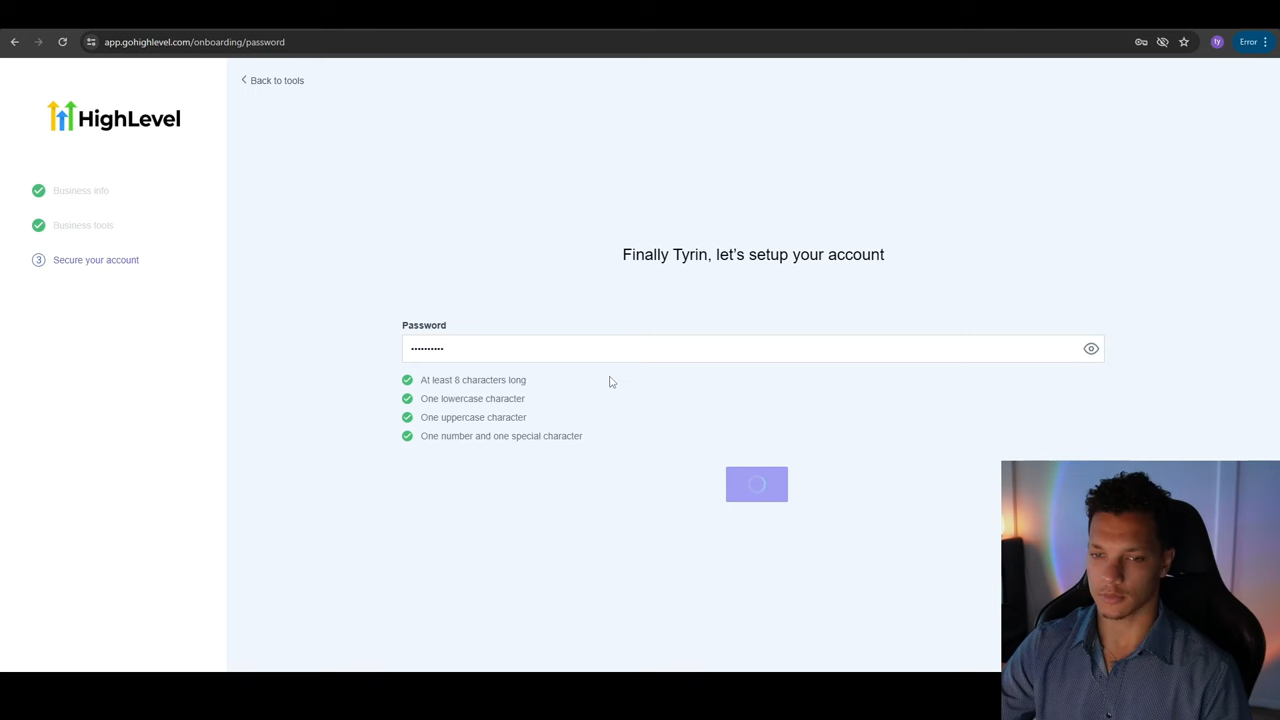 app.gohighlevel.com/onboarding/password
ty
Error
Back to tools
HighLevel
Business info
Business tools
3
Secure your account
Finally Tyrin, let's setup your account
Password
••••••••••
At least 8 characters long
One lowercase character
One uppercase character
One number and one special character